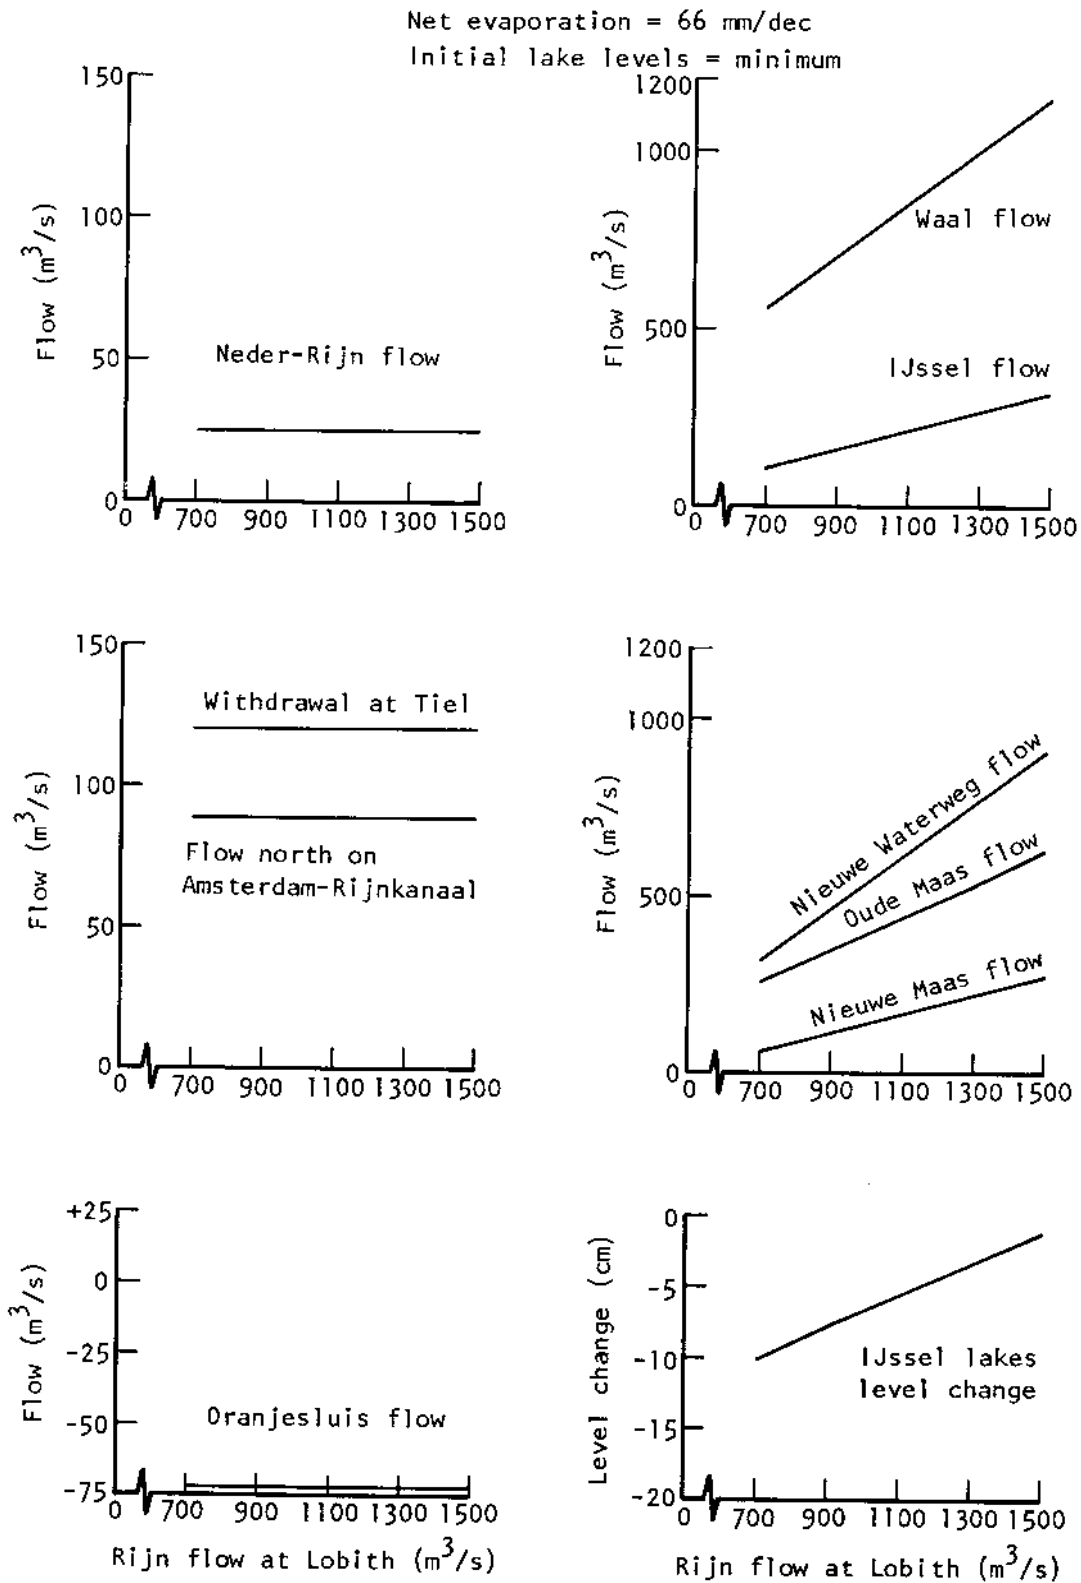 Net evaporation = 66 mm/dec
Initial lake levels = minimum
150
100
50
0
Flow (m³/s)
Neder-Rijn flow
0 700 900 1100 1300 1500
1200
1000
500
0
Flow (m³/s)
Waal flow
IJssel flow
0 700 900 1100 1300 1500
150
100
50
0
Flow (m³/s)
Withdrawal at Tiel
Flow north on
Amsterdam-Rijnkanaal
0 700 900 1100 1300 1500
1200
1000
500
0
Flow (m³/s)
Nieuwe Waterweg flow
Oude Maas flow
Nieuwe Maas flow
0 700 900 1100 1300 1500
+25
0
-25
-50
-75
Flow (m³/s)
Oranjesluis flow
0 700 900 1100 1300 1500
Rijn flow at Lobith (m³/s)
0
-5
-10
-15
-20
Level change (cm)
IJssel lakes
level change
0 700 900 1100 1300 1500
Rijn flow at Lobith (m³/s)